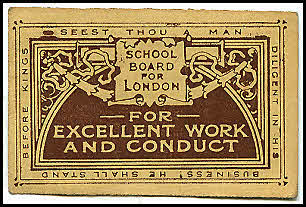 SEEST THOU A MAN
DILIGENT IN HIS
BUSINESS! HE SHALL STAND
BEFORE KINGS
SCHOOL
BOARD
FOR
LONDON
FOR
EXCELLENT WORK
AND CONDUCT